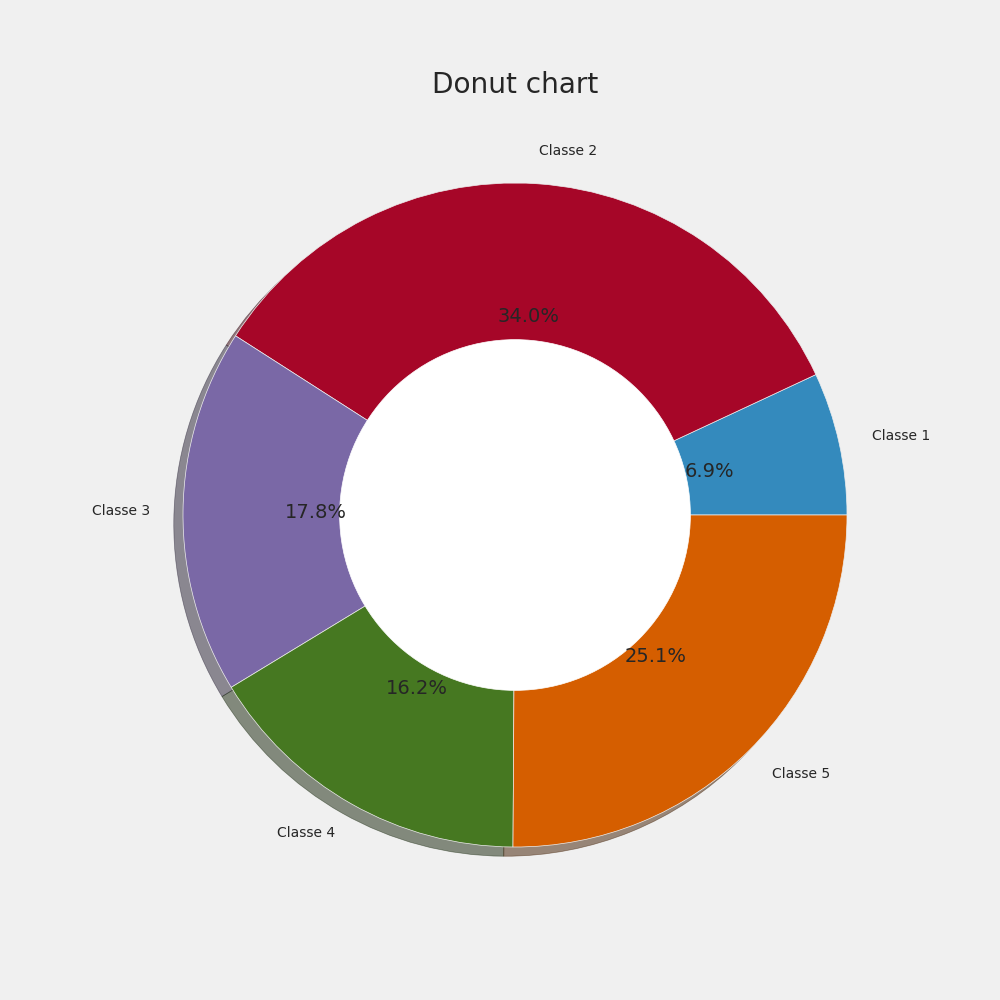 Donut chart
Classe 2
34.0%
Classe 1
6.9%
Classe 3
17.8%
25.1%
16.2%
Classe 5
Classe 4